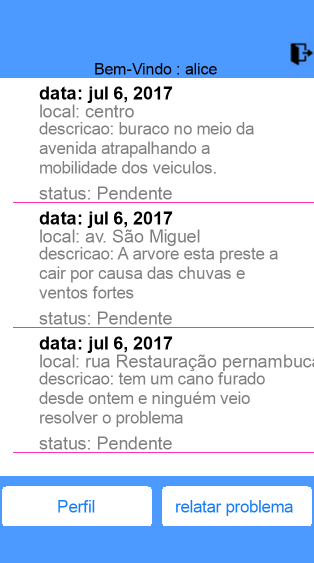 Bem-Vindo : alice
data: jul 6, 2017
local: centro
descricao: buraco no meio da
avenida atrapalhando a
mobilidade dos veiculos.
status: Pendente
data: jul 6, 2017
local: av. São Miguel
descricao: A arvore esta preste a
cair por causa das chuvas e
ventos fortes
status: Pendente
data: jul 6, 2017
local: rua Restauração pernambuca
descricao: tem um cano furado
desde ontem e ninguém veio
resolver o problema
status: Pendente
Perfil
relatar problema